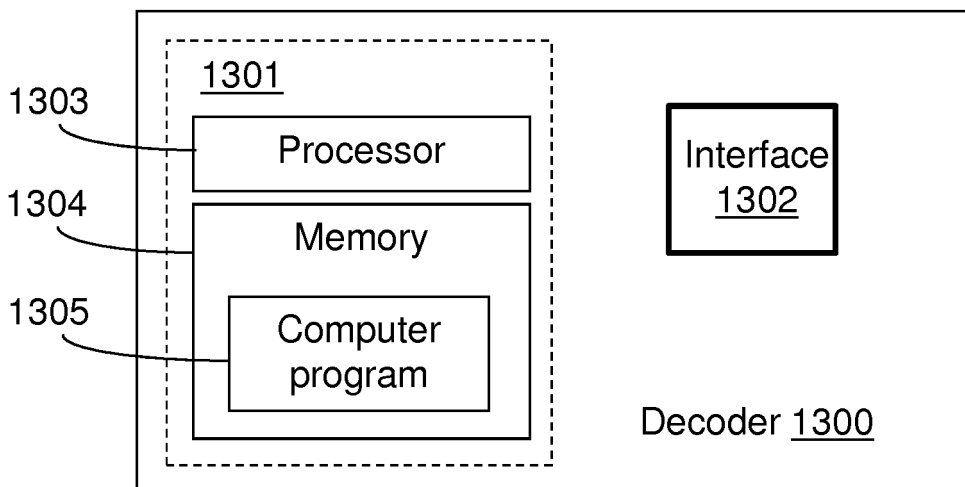 1301
1303
Processor
Interface
1302
1304
Memory
1305
Computer
program
Decoder 1300